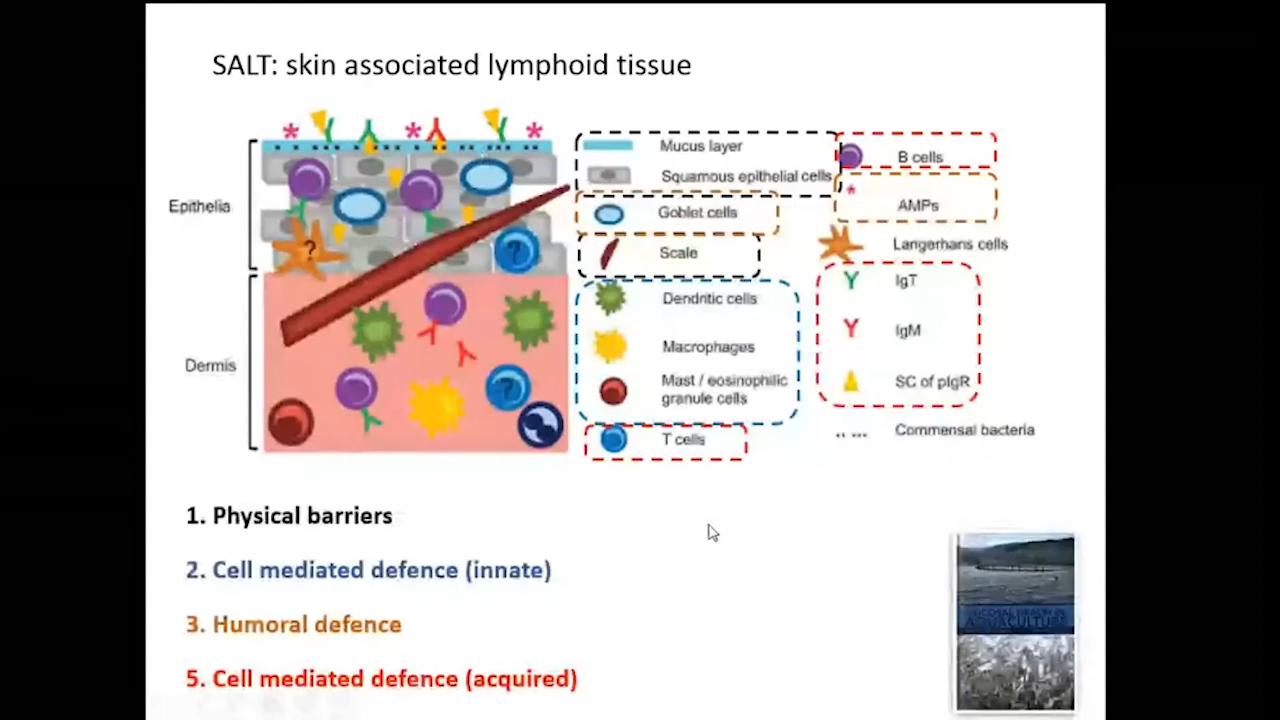 SALT: skin associated lymphoid tissue
Epithelia
Dermis
?
?
?
Mucus layer
Squamous epithelial cells
Goblet cells
Scale
Dendritic cells
Macrophages
Mast / eosinophilic
granule cells
T cells
B cells
AMPs
Langerhans cells
IgT
IgM
SC of pIgR
Commensal bacteria
1. Physical barriers
2. Cell mediated defence (innate)
3. Humoral defence
5. Cell mediated defence (acquired)
AQUACULTURE